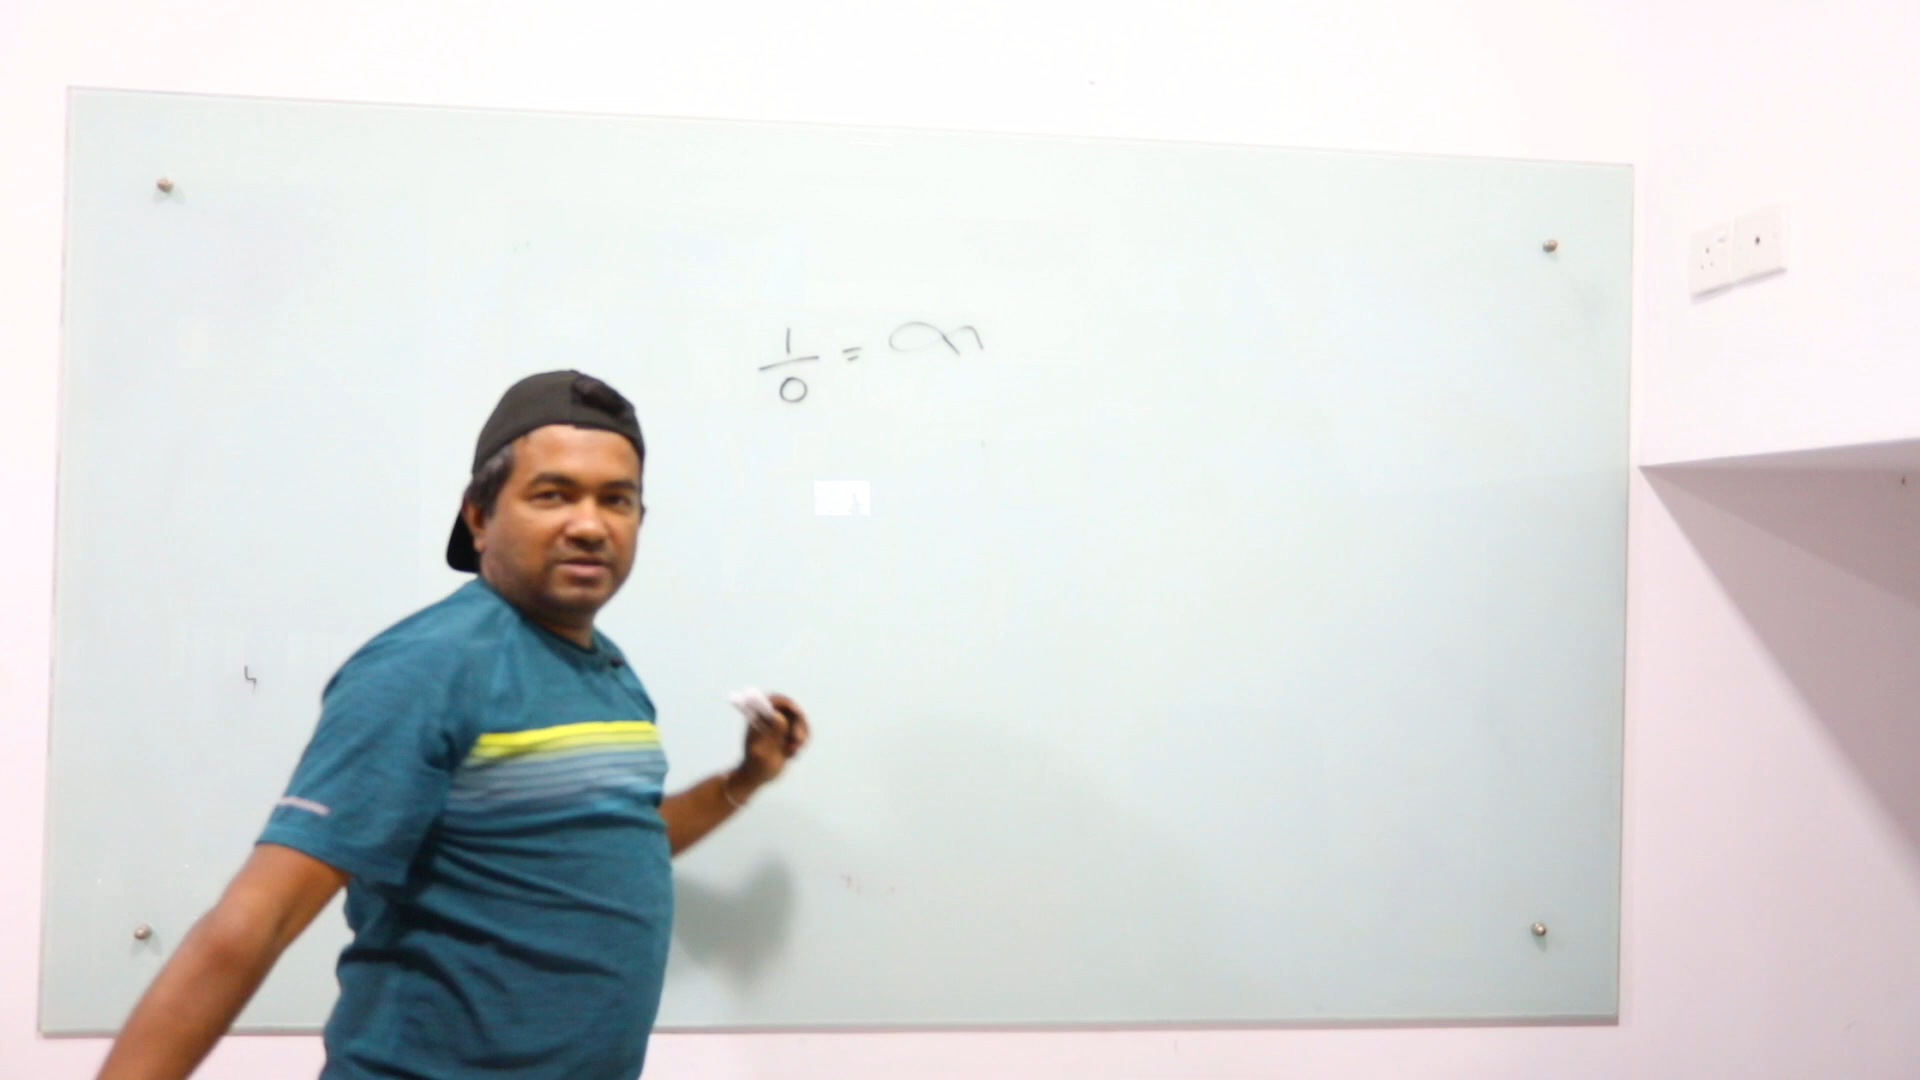 1/0 = ∞